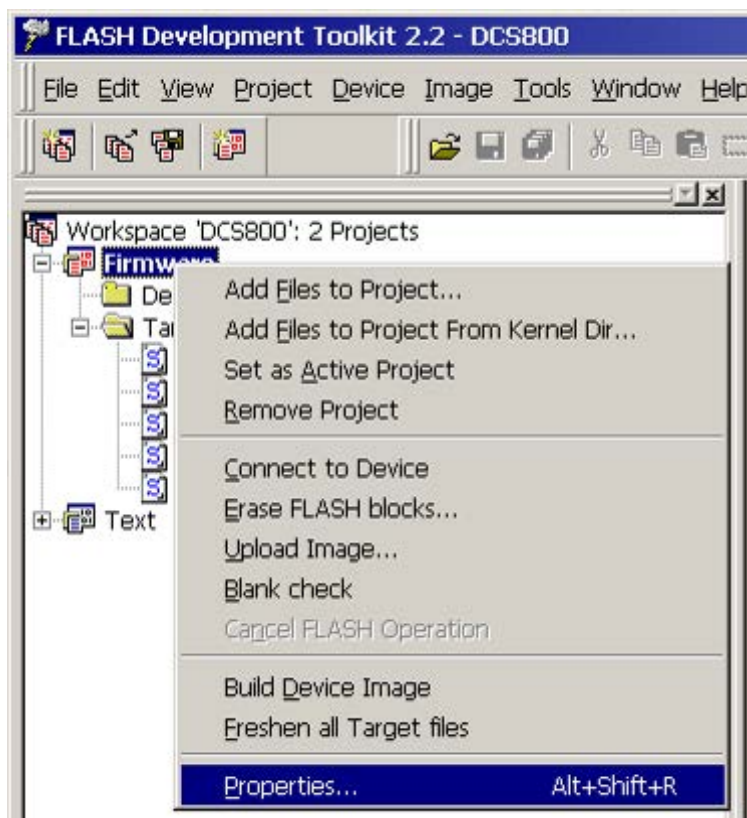 FLASH Development Toolkit 2.2 - DCS800
File Edit View Project Device Image Tools Window Help
Workspace 'DCS800': 2 Projects
Firmware
Add Files to Project...
Add Files to Project From Kernel Dir...
Set as Active Project
Remove Project
Connect to Device
Erase FLASH blocks...
Upload Image...
Blank check
Cancel FLASH Operation
Build Device Image
Freshen all Target files
Properties... Alt+Shift+R
De
Tar
S
S
S
S
S
Text